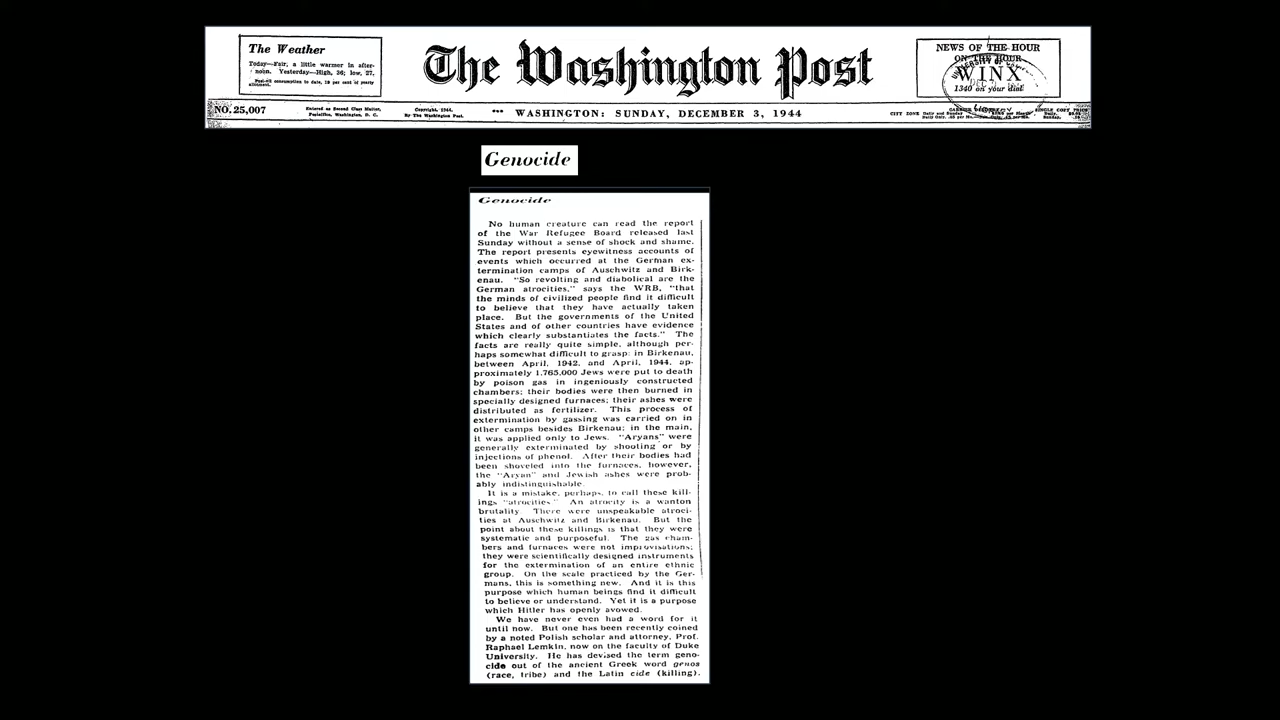 The Weather
Today—Fair, a little warmer in after-
noon. Yesterday—High, 36; low, 27.
The Washington Post
NEWS OF THE HOUR
ON THE HOUR
WINX
1340 on your dial
NO. 25,007
Entered as Second Class Matter,
Postoffice, Washington, D. C.
Copyright, 1944,
By The Washington Post.
*** WASHINGTON: SUNDAY, DECEMBER 3, 1944
CITY ZONE
Genocide
Genocide
No human creature can read the report
of the War Refugee Board released last
Sunday without a sense of shock and shame.
The report presents eyewitness accounts of
events which occurred at the German ex-
termination camps of Auschwitz and Birk-
enau. "So revolting and diabolical are the
German atrocities," says the WRB, "that
the minds of civilized people find it difficult
to believe that they have actually taken
place. But the governments of the United
States and of other countries have evidence
which clearly substantiates the facts." The
facts are really quite simple, although per-
haps somewhat difficult to grasp: in Birkenau,
between April, 1942, and April, 1944, ap-
proximately 1,765,000 Jews were put to death
by poison gas in ingeniously constructed
chambers; their bodies were then burned in
specially designed furnaces; their ashes were
distributed as fertilizer. This process of
extermination by gassing was carried on in
other camps besides Birkenau; in the main,
it was applied only to Jews. "Aryans" were
generally exterminated by shooting or by
injections of phenol. After their bodies had
been shoveled into the furnaces, however,
the "Aryan" and Jewish ashes were prob-
ably indistinguishable.
It is a mistake, perhaps, to call these kill-
ings "atrocities." An atrocity is a wanton
brutality. There were unspeakable atroci-
ties at Auschwitz and Birkenau. But the
point about these killings is that they were
systematic and purposeful. The gas cham-
bers and furnaces were not improvisations;
they were scientifically designed instruments
for the extermination of an entire ethnic
group. On the scale practiced by the Ger-
mans, this is something new. And it is this
purpose which human beings find it difficult
to believe or understand. Yet it is a purpose
which Hitler has openly avowed.
We have never even had a word for it
until now. But one has been recently coined
by a noted Polish scholar and attorney, Prof.
Raphael Lemkin, now on the faculty of Duke
University. He has devised the term geno-
cide out of the ancient Greek word genos
(race, tribe) and the Latin cide (killing).